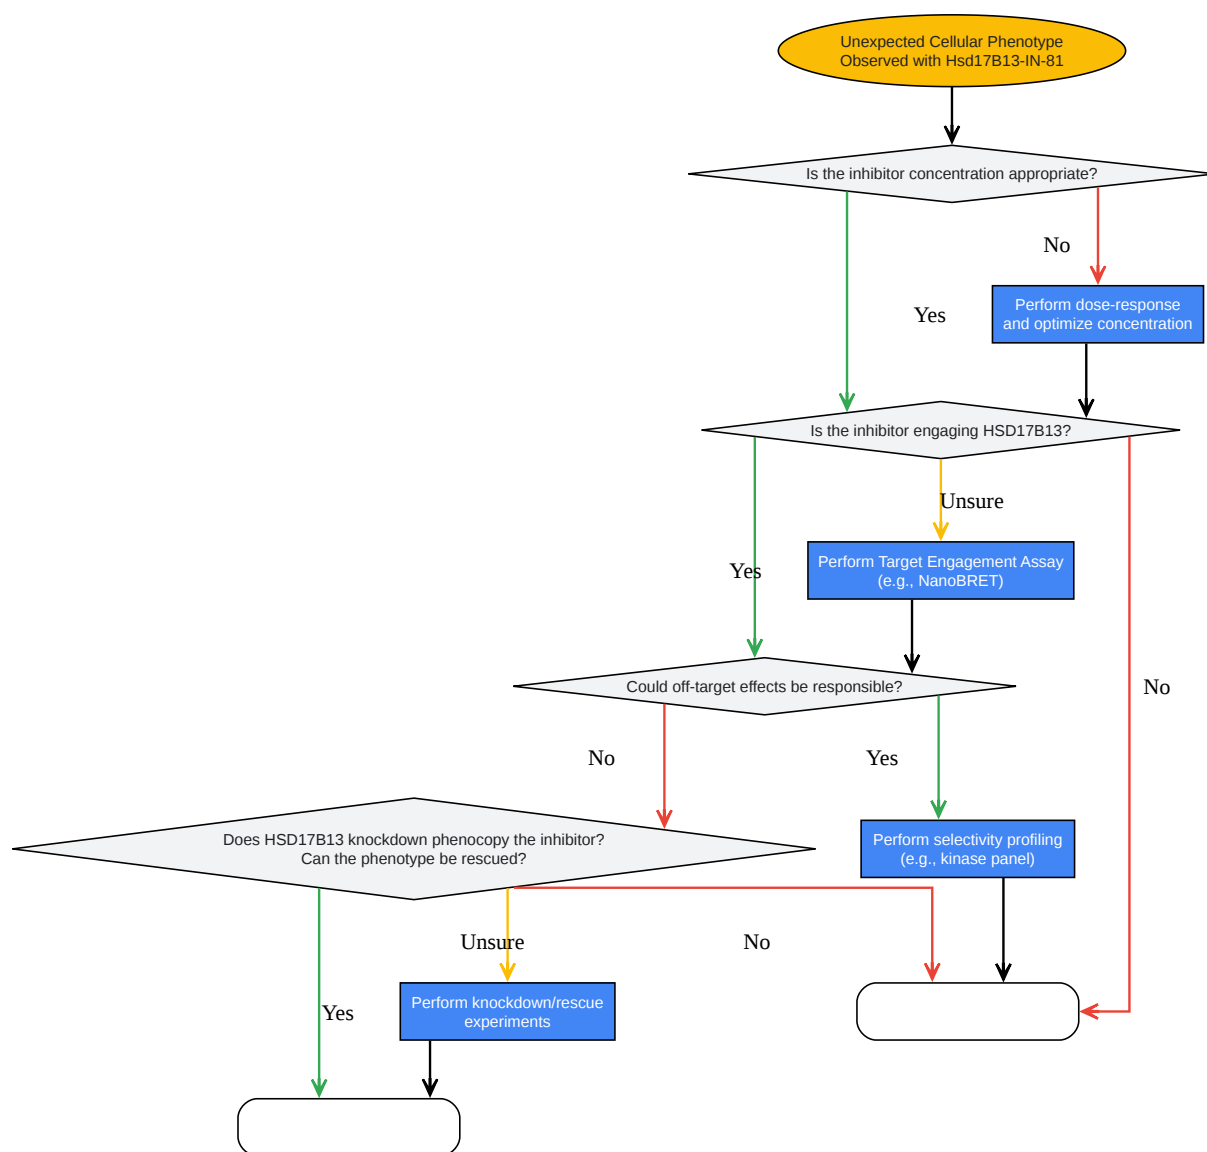 Unexpected Cellular Phenotype
Observed with Hsd17B13-IN-81
Is the inhibitor concentration appropriate?
No
Yes
Perform dose-response
and optimize concentration
Is the inhibitor engaging HSD17B13?
Unsure
Yes
Perform Target Engagement Assay
(e.g., NanoBRET)
Could off-target effects be responsible?
No
No
Yes
Does HSD17B13 knockdown phenocopy the inhibitor?
Can the phenotype be rescued?
Perform selectivity profiling
(e.g., kinase panel)
Unsure
No
Yes
Perform knockdown/rescue
experiments